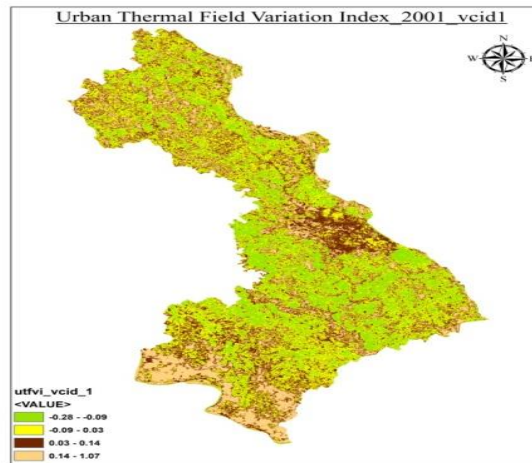 Urban Thermal Field Variation Index_2001_vcid1
N
W E
S
utfvi_vcid_1
<VALUE>
-0.28 - -0.09
-0.09 - 0.03
0.03 - 0.14
0.14 - 1.07